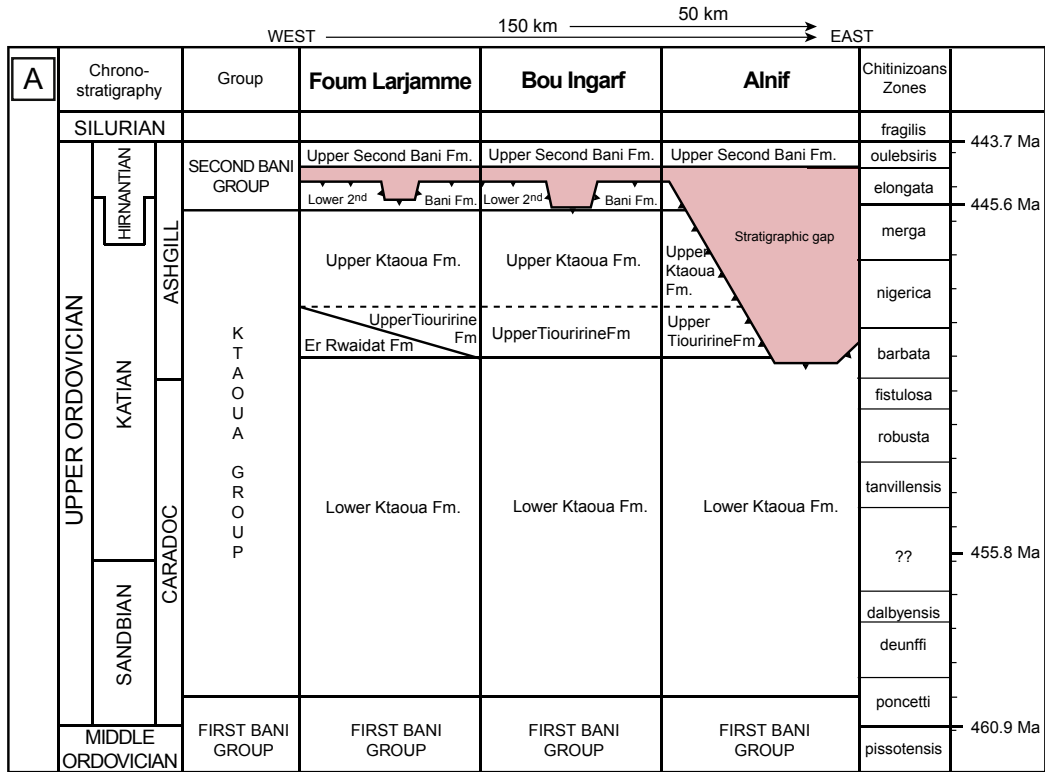 50 km
150 km
WEST
EAST
A
Chrono-
stratigraphy
Group
Foum Larjamme
Bou Ingarf
Alnif
Chitinizoans
Zones
SILURIAN
fragilis
443.7 Ma
UPPER ORDOVICIAN
HIRNANTIAN
KATIAN
SANDBIAN
ASHGILL
CARADOC
SECOND BANI
GROUP
Upper Second Bani Fm.
Upper Second Bani Fm.
Upper Second Bani Fm.
oulebsiris
Lower 2nd
Bani Fm.
Lower 2nd
Bani Fm.
elongata
445.6 Ma
Stratigraphic gap
merga
Upper Ktaoua Fm.
Upper Ktaoua Fm.
Upper
Ktaoua
Fm.
nigerica
K
T
A
O
U
A
G
R
O
U
P
UpperTiouririne
Fm
Er Rwaidat Fm
UpperTiouririneFm
Upper
TiouririneFm
barbata
fistulosa
robusta
tanvillensis
Lower Ktaoua Fm.
Lower Ktaoua Fm.
Lower Ktaoua Fm.
??
455.8 Ma
dalbyensis
deunffi
poncetti
460.9 Ma
MIDDLE
ORDOVICIAN
FIRST BANI
GROUP
FIRST BANI
GROUP
FIRST BANI
GROUP
FIRST BANI
GROUP
pissotensis